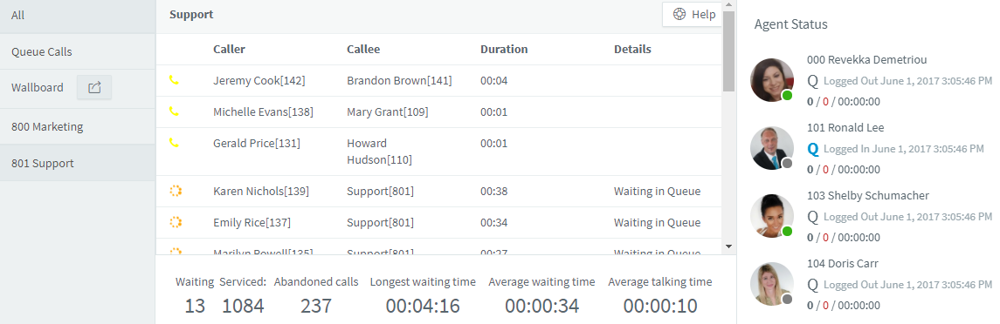 All
Queue Calls
Wallboard
800 Marketing
801 Support
Support
Help
Caller Callee Duration Details
Jeremy Cook[142] Brandon Brown[141] 00:04
Michelle Evans[138] Mary Grant[109] 00:01
Gerald Price[131] Howard Hudson[110] 00:01
Karen Nichols[139] Support[801] 00:38 Waiting in Queue
Emily Rice[137] Support[801] 00:34 Waiting in Queue
Marilyn Powell[135] Support[801] 00:27 Waiting in Queue
Waiting Serviced: Abandoned calls Longest waiting time Average waiting time Average talking time
13 1084 237 00:04:16 00:00:34 00:00:10
Agent Status
000 Revekka Demetriou
Q Logged Out June 1, 2017 3:05:46 PM
0 / 0 / 00:00:00
101 Ronald Lee
Q Logged In June 1, 2017 3:05:46 PM
0 / 0 / 00:00:00
103 Shelby Schumacher
Q Logged Out June 1, 2017 3:05:46 PM
0 / 0 / 00:00:00
104 Doris Carr
Q Logged Out June 1, 2017 3:05:46 PM
0 / 0 / 00:00:00